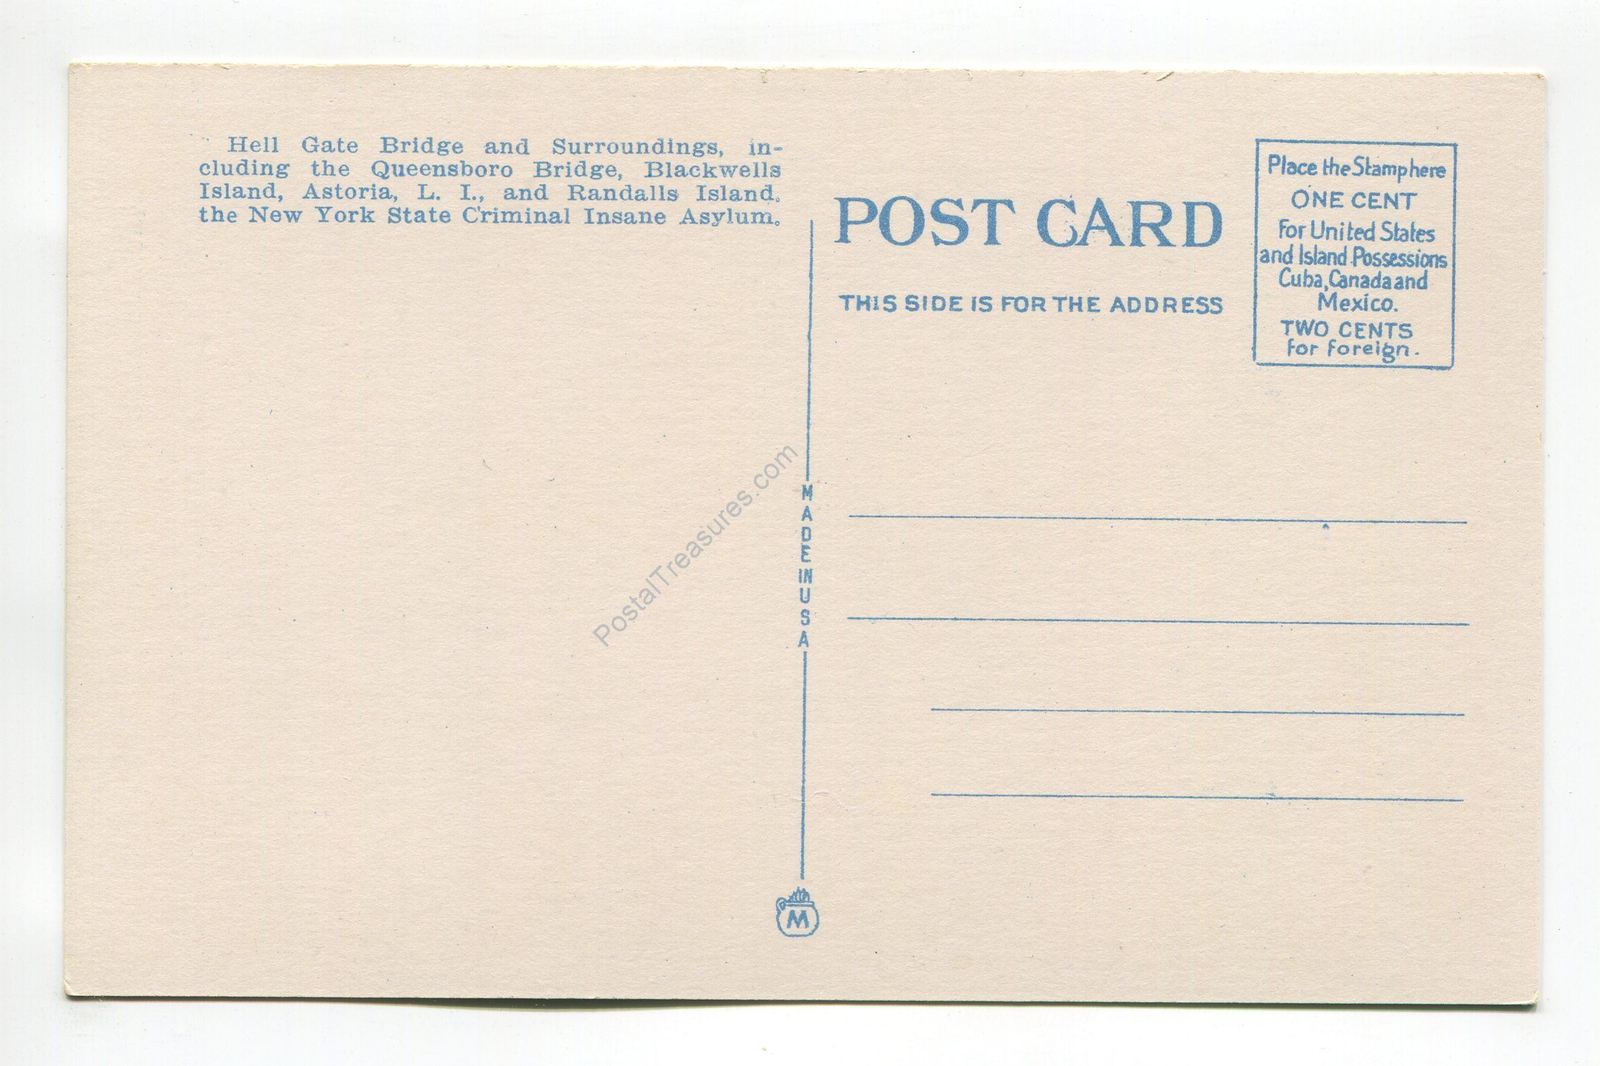 Hell Gate Bridge and Surroundings, in-
cluding the Queensboro Bridge, Blackwells
Island, Astoria, L. I., and Randalls Island.
the New York State Criminal Insane Asylum.
POST CARD
THIS SIDE IS FOR THE ADDRESS
Place the Stamp here
ONE CENT
For United States
and Island Possessions
Cuba, Canada and
Mexico.
TWO CENTS
for foreign.
MADE IN USA
M
PostalTreasures.com